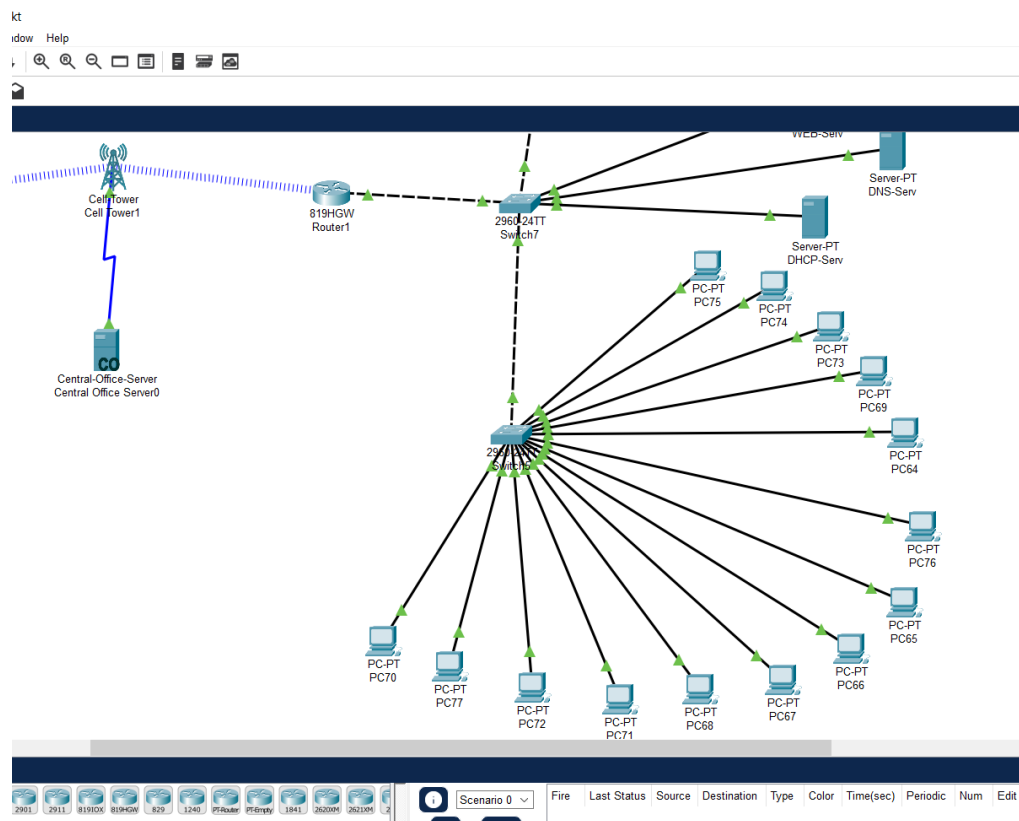 kt
ndow Help
WEB-Serv
Server-PT
DNS-Serv
Cell-Tower
Cell Tower1
819HGW
Router1
2960-24TT
Switch7
Server-PT
DHCP-Serv
PC-PT
PC75
PC-PT
PC74
PC-PT
PC73
CO
Central-Office-Server
Central Office Server0
PC-PT
PC69
2960-24TT
PC-PT
PC64
PC-PT
PC76
PC-PT
PC65
PC-PT
PC70
PC-PT
PC77
PC-PT
PC72
PC-PT
PC71
PC-PT
PC68
PC-PT
PC67
PC-PT
PC66
2901 2911 819IOX 819HGW 829 1240 PT-Router PT-Empty 1841 2620XM 2621XM 2
Scenario 0 Fire Last Status Source Destination Type Color Time(sec) Periodic Num Edit